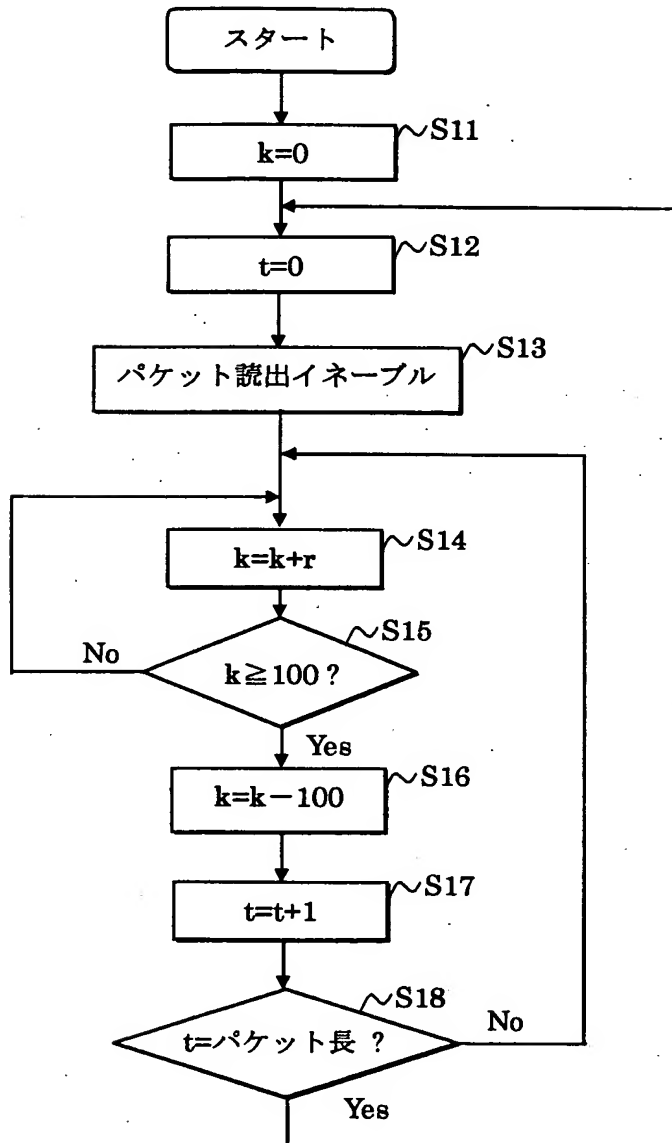 スタート
S11
k=0
S12
t=0
S13
パケット読出イネーブル
S14
k=k+r
S15
No
k≧100?
Yes
S16
k=k－100
S17
t=t+1
S18
t=パケット長 ?
No
Yes